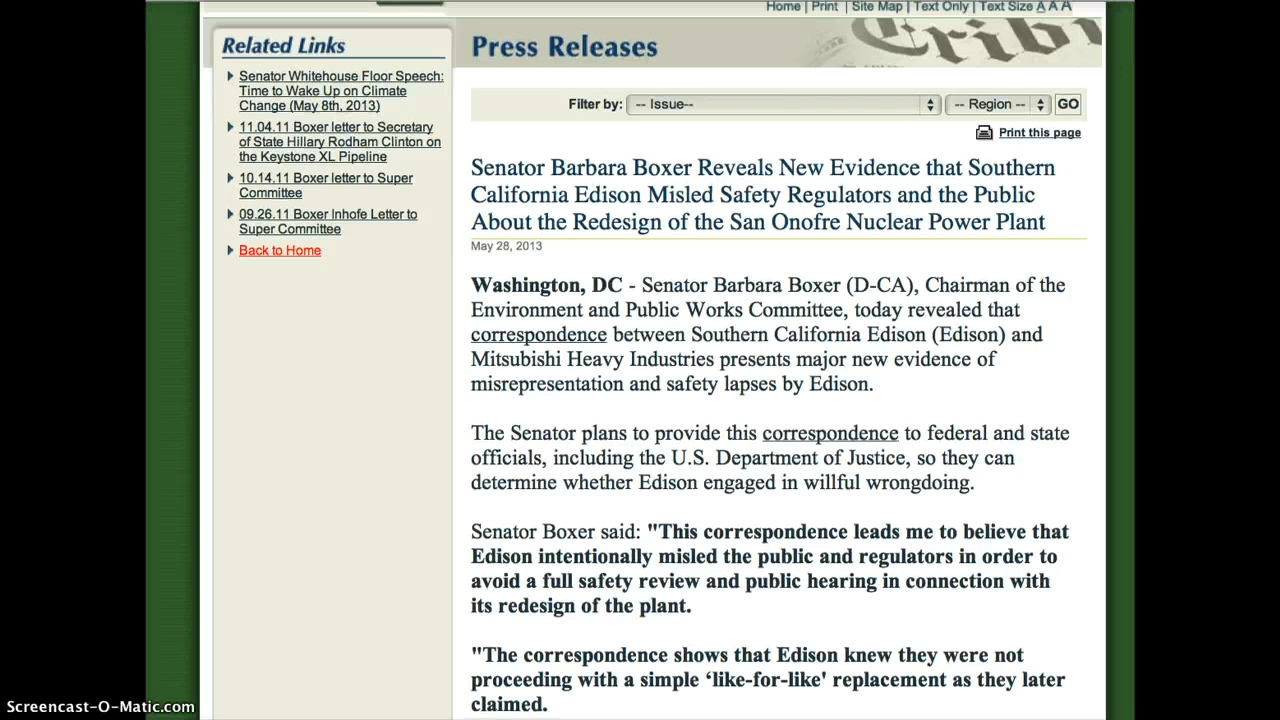 Home | Print | Site Map | Text Only | Text Size A A A
Related Links
Senator Whitehouse Floor Speech:
Time to Wake Up on Climate
Change (May 8th, 2013)
11.04.11 Boxer letter to Secretary
of State Hillary Rodham Clinton on
the Keystone XL Pipeline
10.14.11 Boxer letter to Super
Committee
09.26.11 Boxer Inhofe Letter to
Super Committee
Back to Home
Press Releases
Filter by: -- Issue-- -- Region -- GO
Print this page
Senator Barbara Boxer Reveals New Evidence that Southern
California Edison Misled Safety Regulators and the Public
About the Redesign of the San Onofre Nuclear Power Plant
May 28, 2013
Washington, DC - Senator Barbara Boxer (D-CA), Chairman of the
Environment and Public Works Committee, today revealed that
correspondence between Southern California Edison (Edison) and
Mitsubishi Heavy Industries presents major new evidence of
misrepresentation and safety lapses by Edison.
The Senator plans to provide this correspondence to federal and state
officials, including the U.S. Department of Justice, so they can
determine whether Edison engaged in willful wrongdoing.
Senator Boxer said: "This correspondence leads me to believe that
Edison intentionally misled the public and regulators in order to
avoid a full safety review and public hearing in connection with
its redesign of the plant.
"The correspondence shows that Edison knew they were not
proceeding with a simple ‘like-for-like' replacement as they later
claimed.
Screencast-O-Matic.com